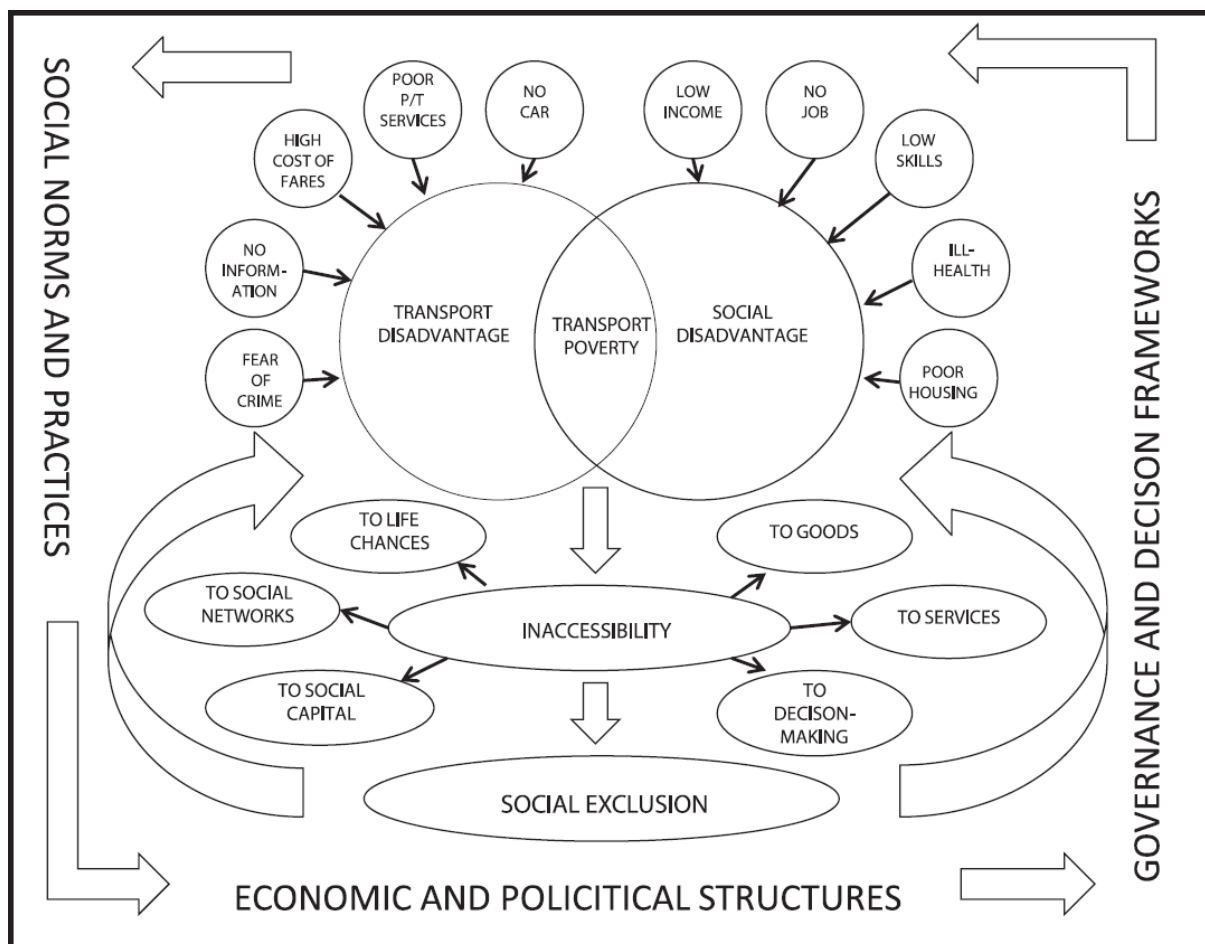 SOCIAL NORMS AND PRACTICES
POOR
P/T
SERVICES
NO
CAR
LOW
INCOME
NO
JOB
HIGH
COST OF
FARES
LOW
SKILLS
NO
INFORM-
ATION
ILL-
HEALTH
FEAR
OF
CRIME
POOR
HOUSING
TRANSPORT
DISADVANTAGE
TRANSPORT
POVERTY
SOCIAL
DISADVANTAGE
GOVERNANCE AND DECISON FRAMEWORKS
TO LIFE
CHANCES
TO GOODS
TO SOCIAL
NETWORKS
INACCESSIBILITY
TO SERVICES
TO SOCIAL
CAPITAL
TO
DECISON-
MAKING
SOCIAL EXCLUSION
ECONOMIC AND POLICITICAL STRUCTURES